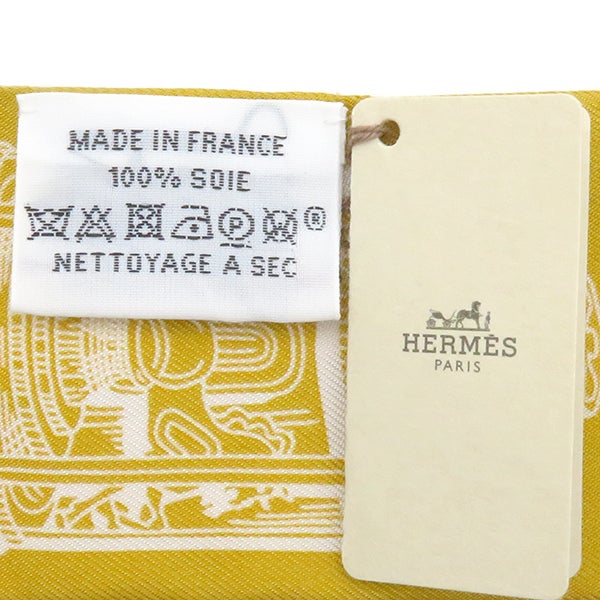 MADE IN FRANCE
100% SOIE
®
NETTOYAGE A SEC
HERMÈS
PARIS